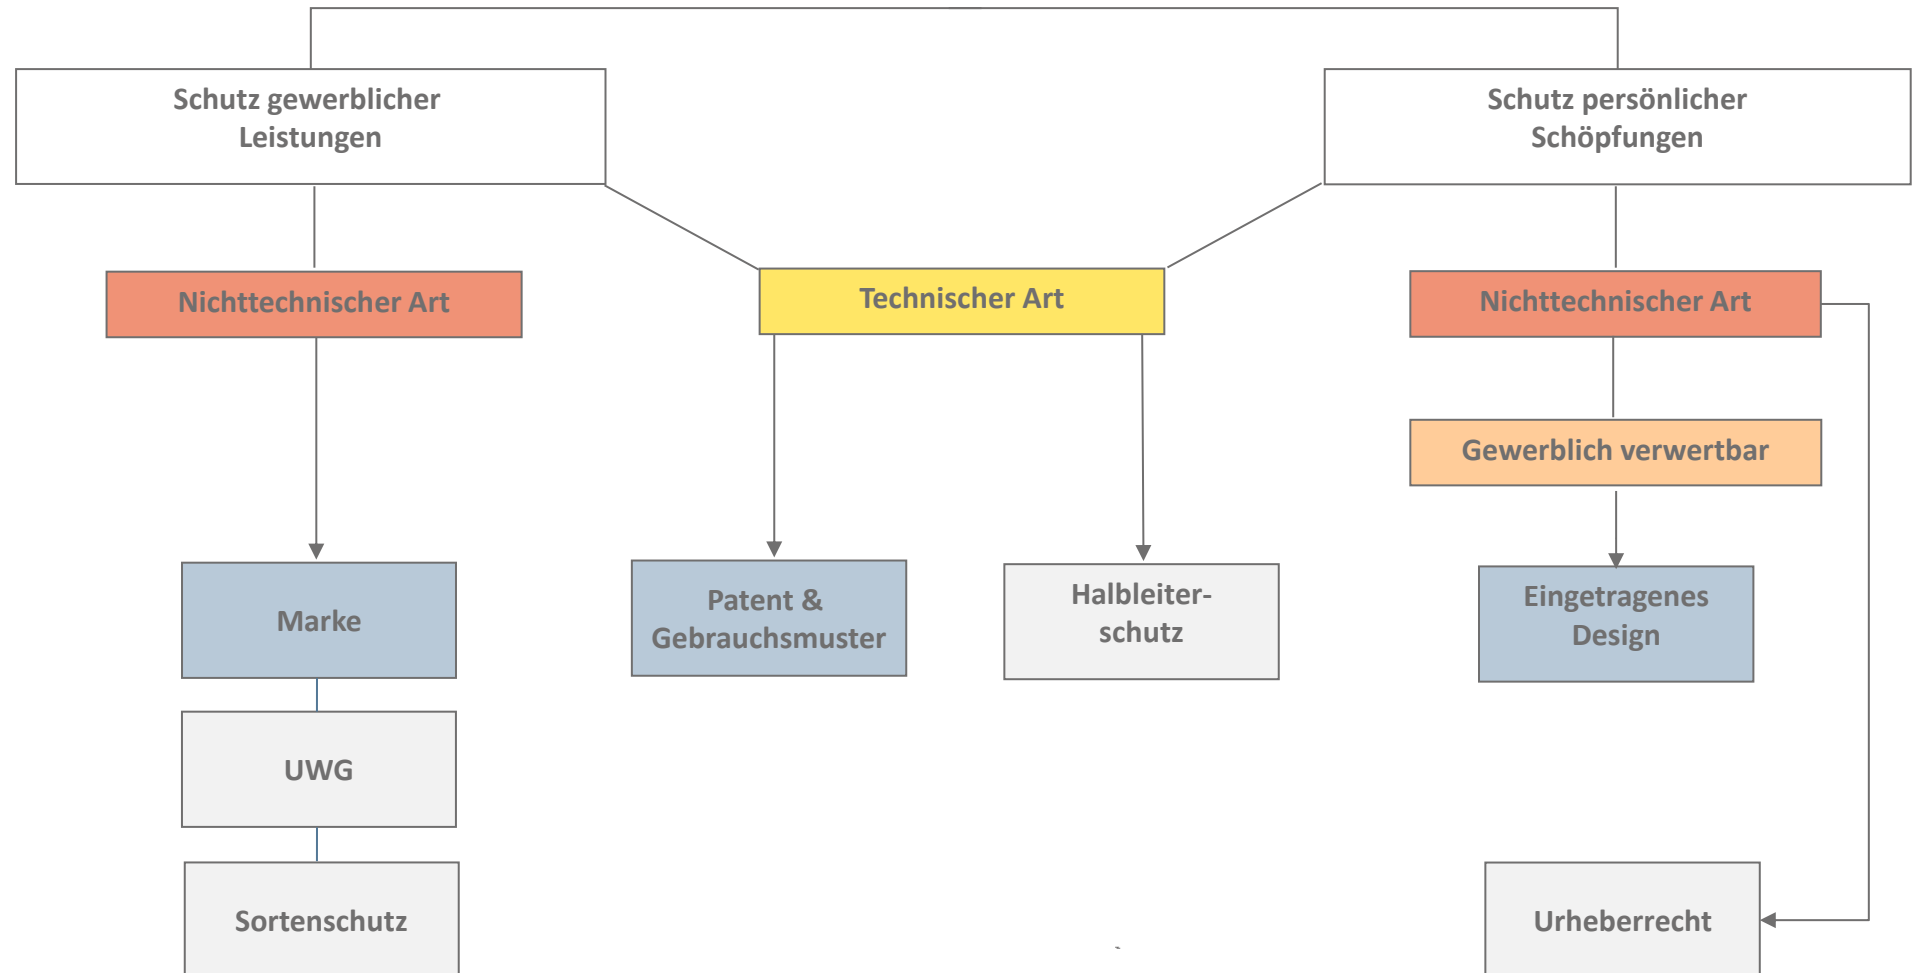 Schutz gewerblicher
Leistungen
Schutz persönlicher
Schöpfungen
Nichttechnischer Art
Technischer Art
Nichttechnischer Art
Gewerblich verwertbar
Marke
Patent &
Gebrauchsmuster
Halbleiter-
schutz
Eingetragenes
Design
UWG
Sortenschutz
Urheberrecht